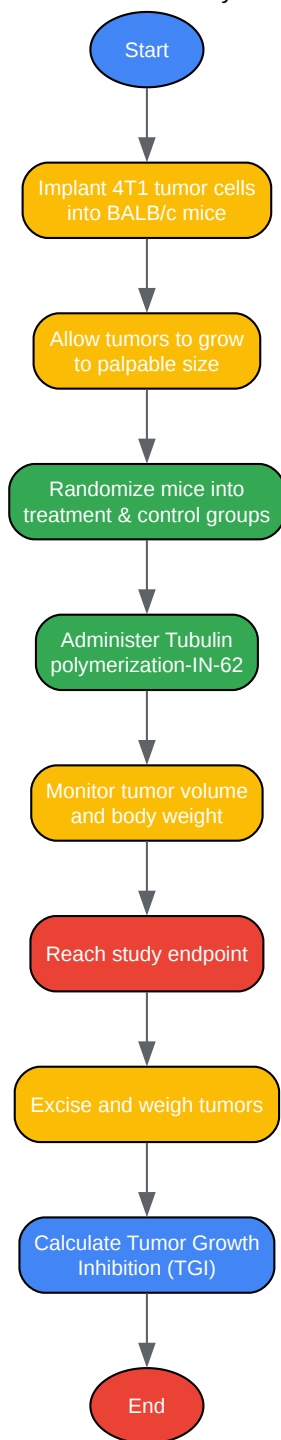 Start
Implant 4T1 tumor cells
into BALB/c mice
Allow tumors to grow
to palpable size
Randomize mice into
treatment & control groups
Administer Tubulin
polymerization-IN-62
Monitor tumor volume
and body weight
Reach study endpoint
Excise and weigh tumors
Calculate Tumor Growth
Inhibition (TGI)
End